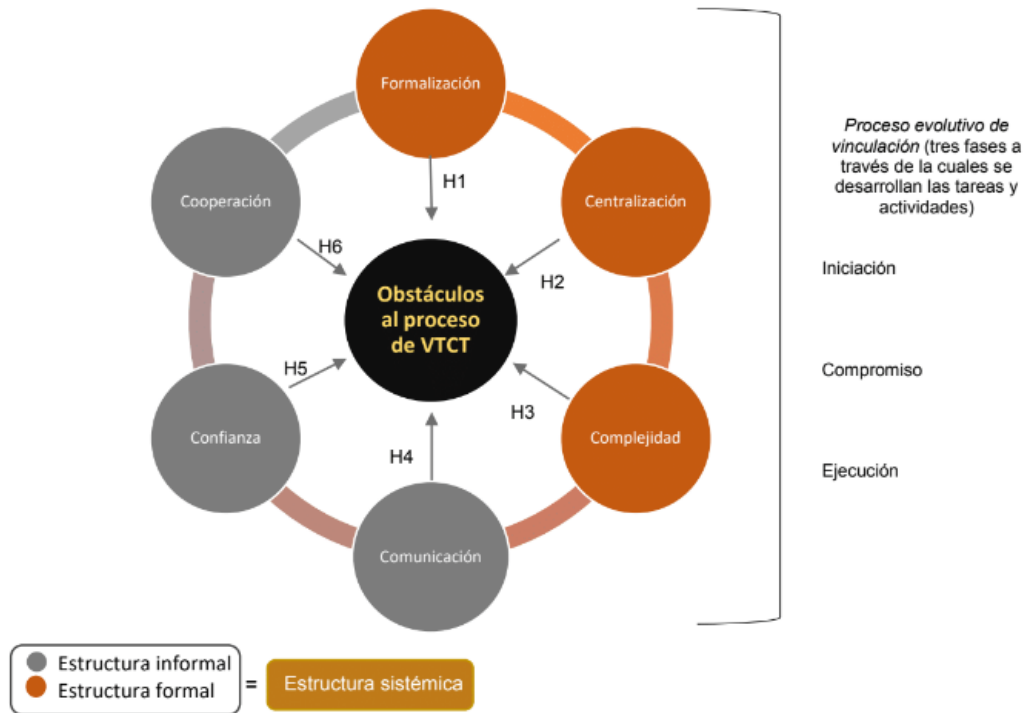 Formalización
H1
Cooperación
Centralización
H6
H2
Obstáculos
al proceso
de VTCT
H5
H3
Confianza
Complejidad
H4
Comunicación
Proceso evolutivo de
vinculación (tres fases a
través de la cuales se
desarrollan las tareas y
actividades)
Iniciación
Compromiso
Ejecución
Estructura informal
Estructura formal
=
Estructura sistémica